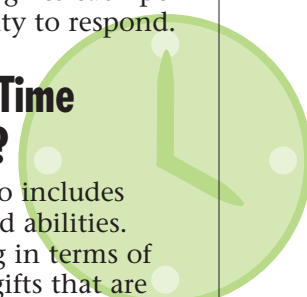 ity to respond.
Time
?
o includes
d abilities.
g in terms of
gifts that are